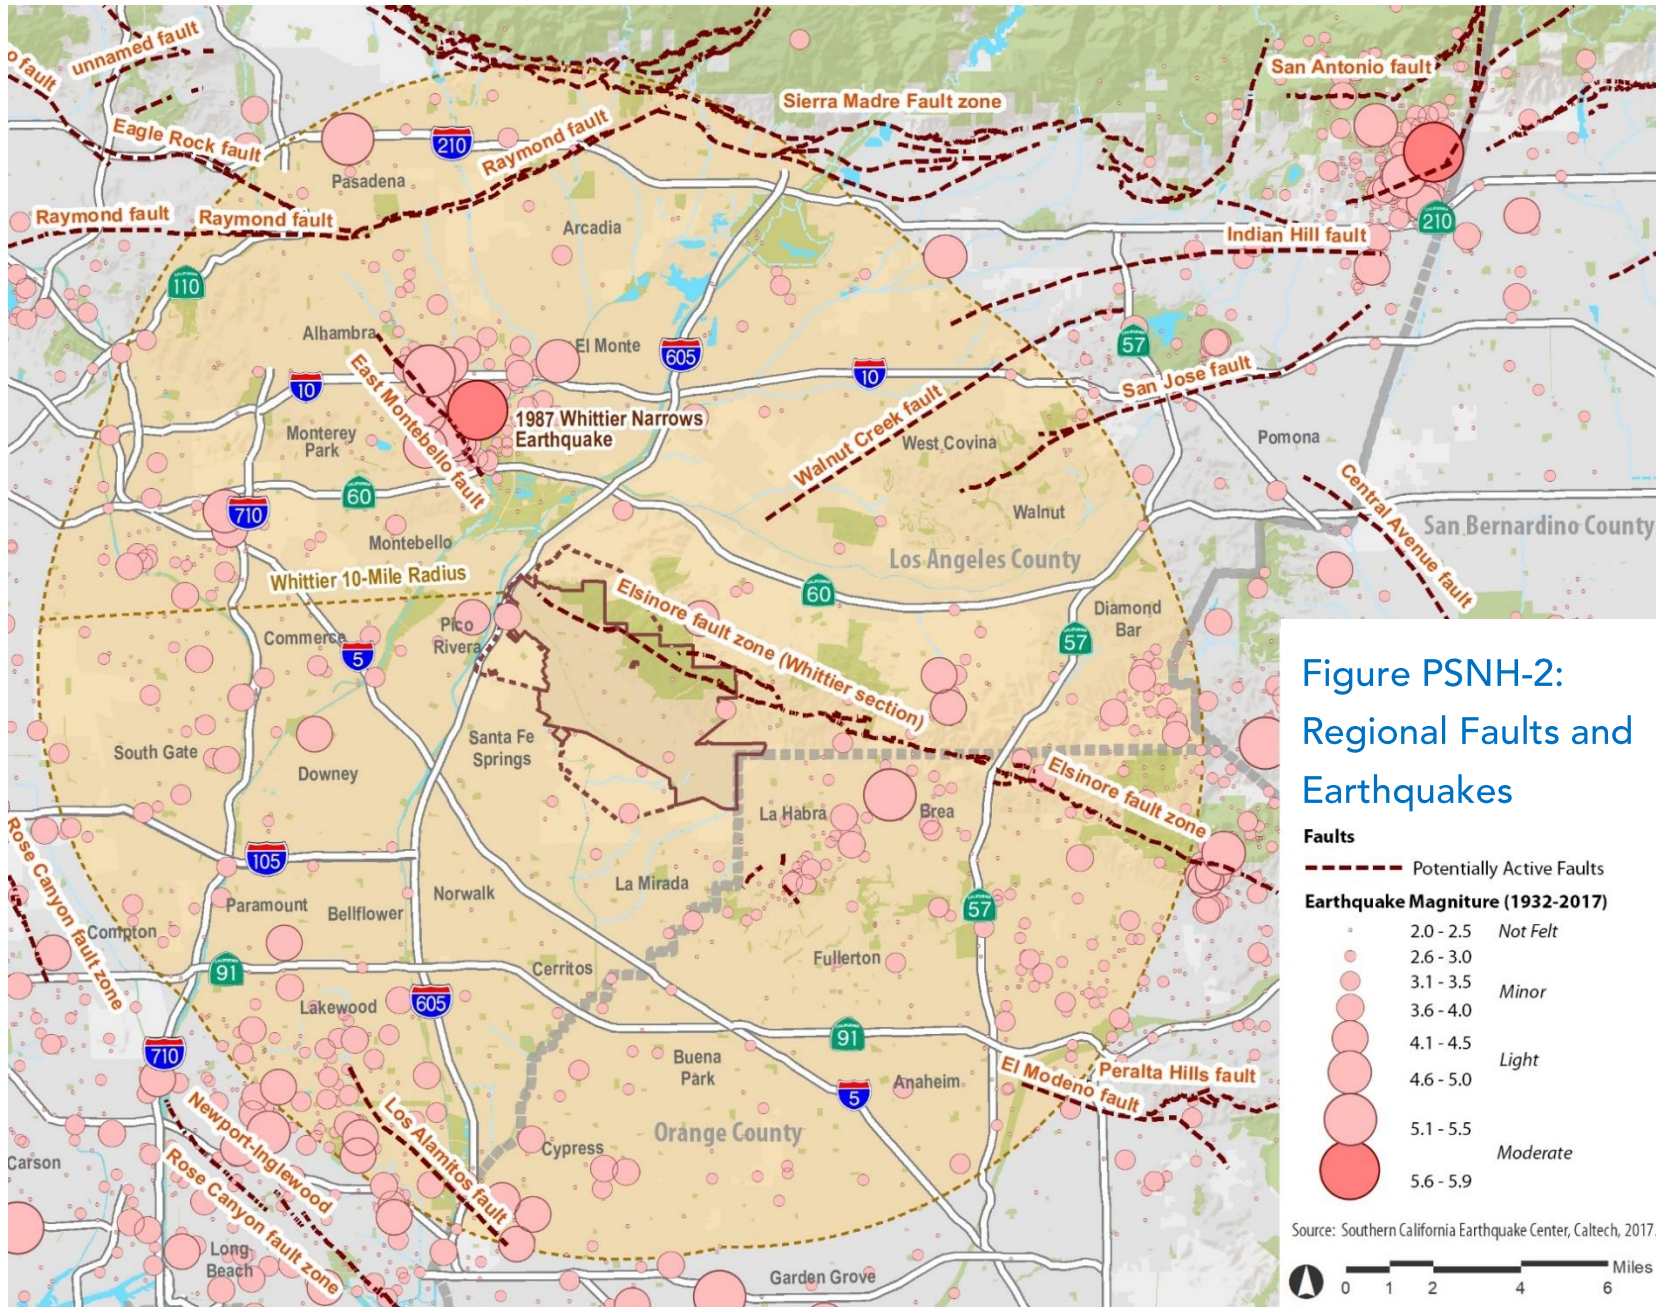 unnamed fault
o fault
San Antonio fault
Sierra Madre Fault zone
Eagle Rock fault
210
Raymond fault
Pasadena
Raymond fault
Raymond fault
Arcadia
CALIFORNIA
210
Indian Hill fault
CALIFORNIA
110
Alhambra
El Monte
605
CALIFORNIA
57
10
10
San Jose fault
East Montebello fault
1987 Whittier Narrows
Earthquake
Walnut Creek fault
Monterey
Park
West Covina
Pomona
CALIFORNIA
60
710
Walnut
Central Avenue fault
San Bernardino County
Montebello
Los Angeles County
Whittier 10-Mile Radius
CALIFORNIA
60
Elsinore fault zone (Whittier section)
Diamond
Bar
Commerce
Pico
Rivera
5
CALIFORNIA
57
South Gate
Santa Fe
Springs
Downey
Elsinore fault zone
La Habra
Brea
Rose Canyon fault zone
105
La Mirada
Norwalk
Paramount
Bellflower
CALIFORNIA
57
Compton
Fullerton
Cerritos
CALIFORNIA
91
Lakewood
605
CALIFORNIA
91
710
Buena
Park
Anaheim
5
El Modeno fault
Peralta Hills fault
Newport-Inglewood
Rose Canyon fault zone
Los Alamitos fault
Orange County
Cypress
Carson
Long
Beach
Garden Grove
Figure PSNH-2:
Regional Faults and
Earthquakes
Faults
Potentially Active Faults
Earthquake Magniture (1932-2017)
2.0 - 2.5 Not Felt
2.6 - 3.0
3.1 - 3.5
Minor
3.6 - 4.0
4.1 - 4.5
Light
4.6 - 5.0
5.1 - 5.5
Moderate
5.6 - 5.9
Source: Southern California Earthquake Center, Caltech, 2017.
Miles
0 1 2 4 6